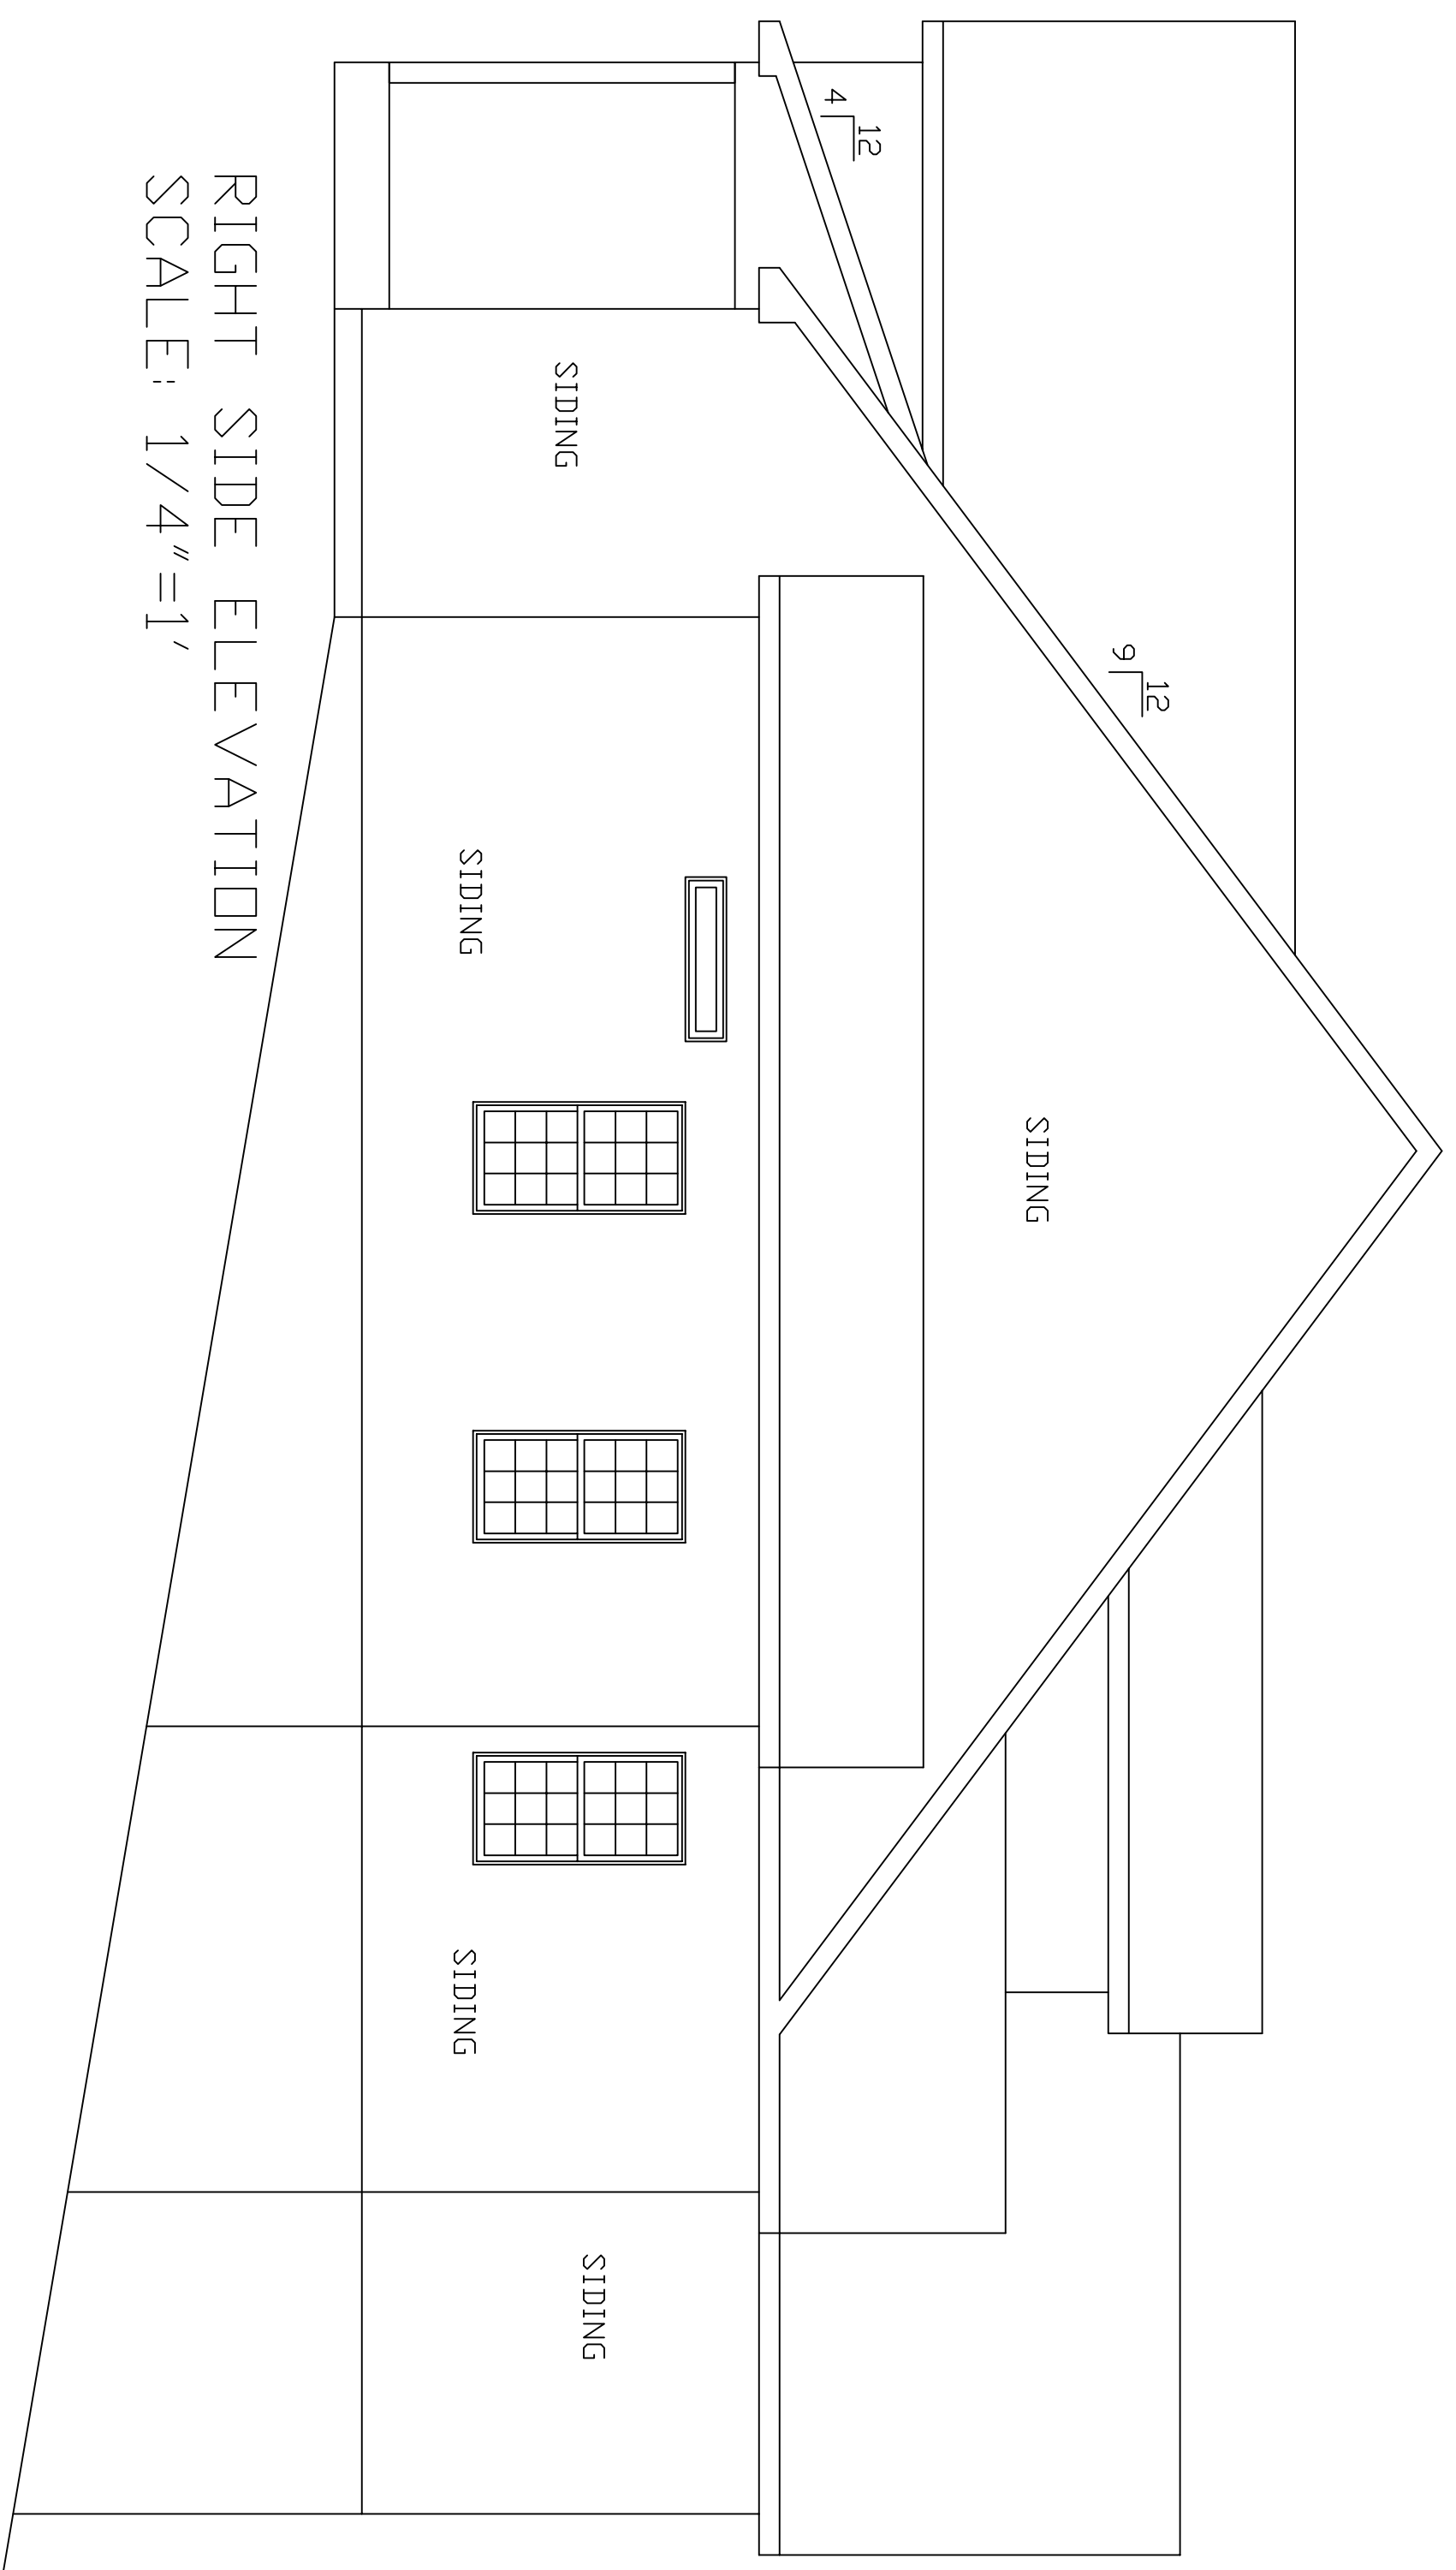 12
4
12
9
SIDING
SIDING
SIDING
SIDING
SIDING
RIGHT SIDE ELEVATION
SCALE: 1/4"=1'